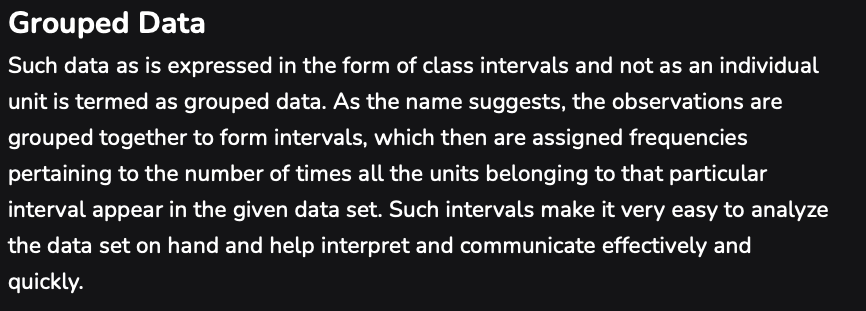 Grouped Data
Such data as is expressed in the form of class intervals and not as an individual
unit is termed as grouped data. As the name suggests, the observations are
grouped together to form intervals, which then are assigned frequencies
pertaining to the number of times all the units belonging to that particular
interval appear in the given data set. Such intervals make it very easy to analyze
the data set on hand and help interpret and communicate effectively and
quickly.